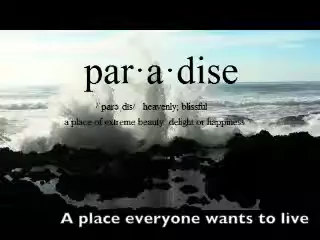 par·a·dise
/ˈparəˌdīs/ heavenly; blissful
a place of extreme beauty, delight or happiness
A place everyone wants to live